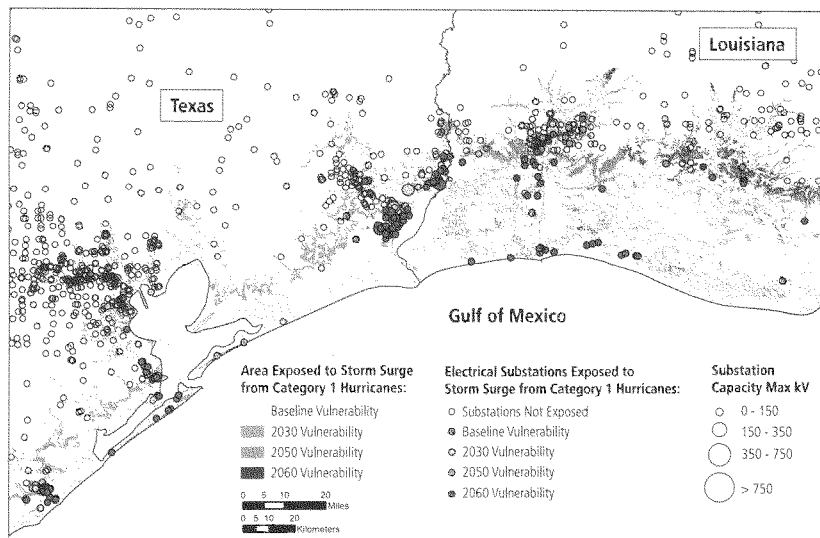 Louisiana
Texas
Gulf of Mexico
Area Exposed to Storm Surge
from Category 1 Hurricanes:
Baseline Vulnerability
2030 Vulnerability
2050 Vulnerability
2060 Vulnerability
0 5 10 20
Miles
0 5 10 20
Kilometers
Electrical Substations Exposed to
Storm Surge from Category 1 Hurricanes:
Substations Not Exposed
Baseline Vulnerability
2030 Vulnerability
2050 Vulnerability
2060 Vulnerability
Substation
Capacity Max kV
0 - 150
150 - 350
350 - 750
> 750